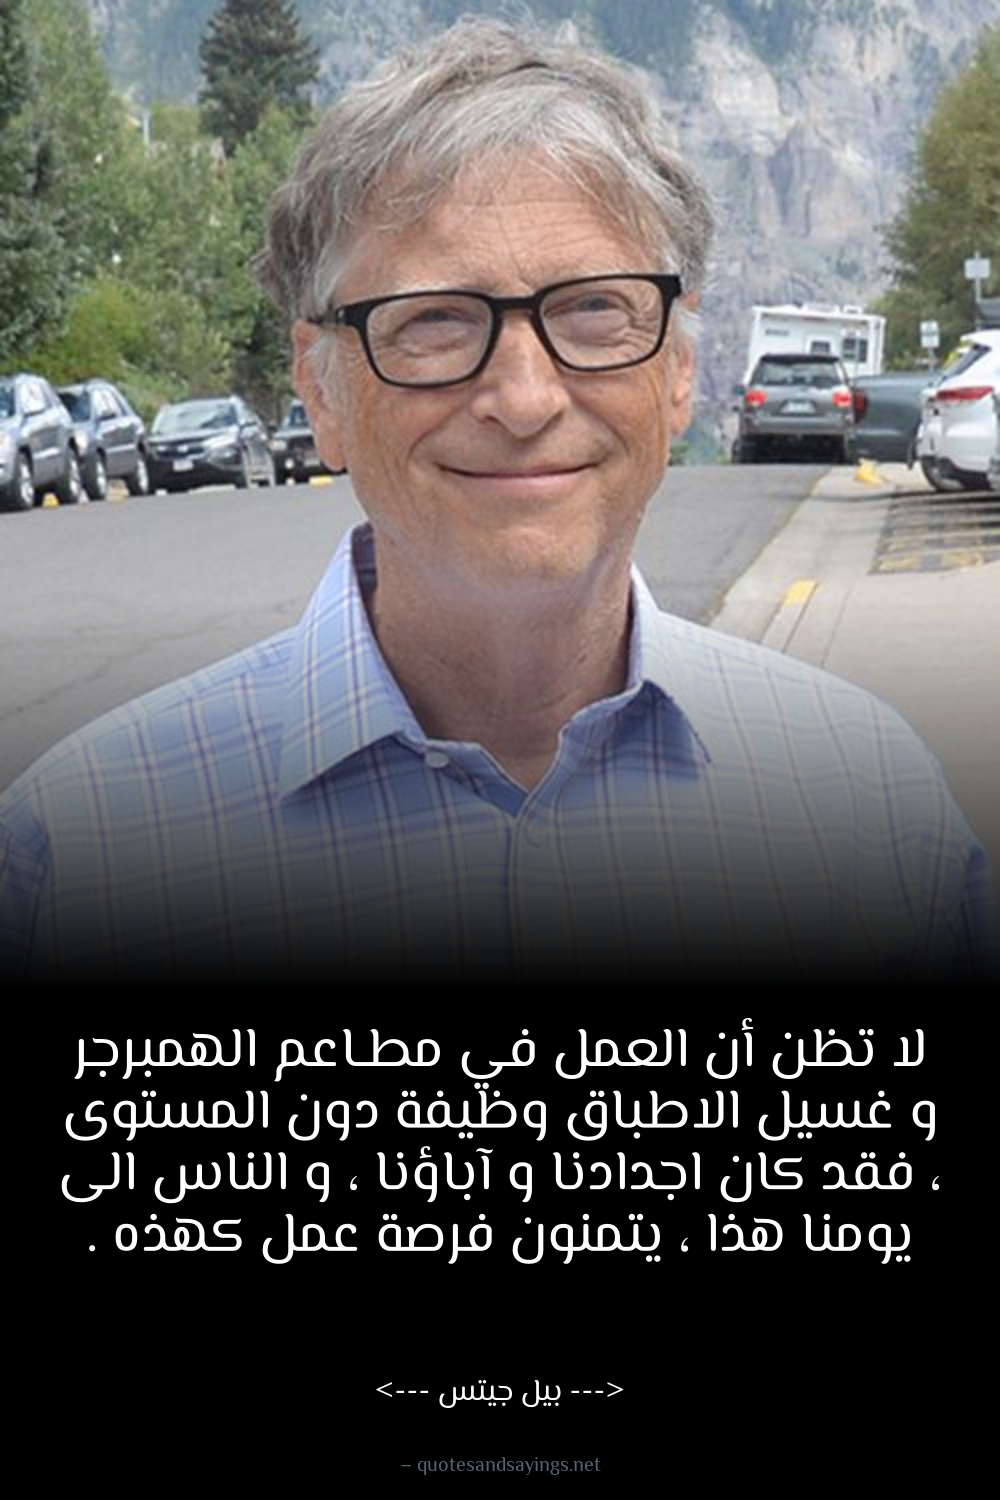 لا تظن أن العمل في مطاعم الهمبرجر
و غسيل الاطباق وظيفة دون المستوى
، فقد كان اجدادنا و آباؤنا ، و الناس الى
يومنا هذا ، يتمنون فرصة عمل كهذه .
<--- بيل جيتس --->
– quotesandsayings.net